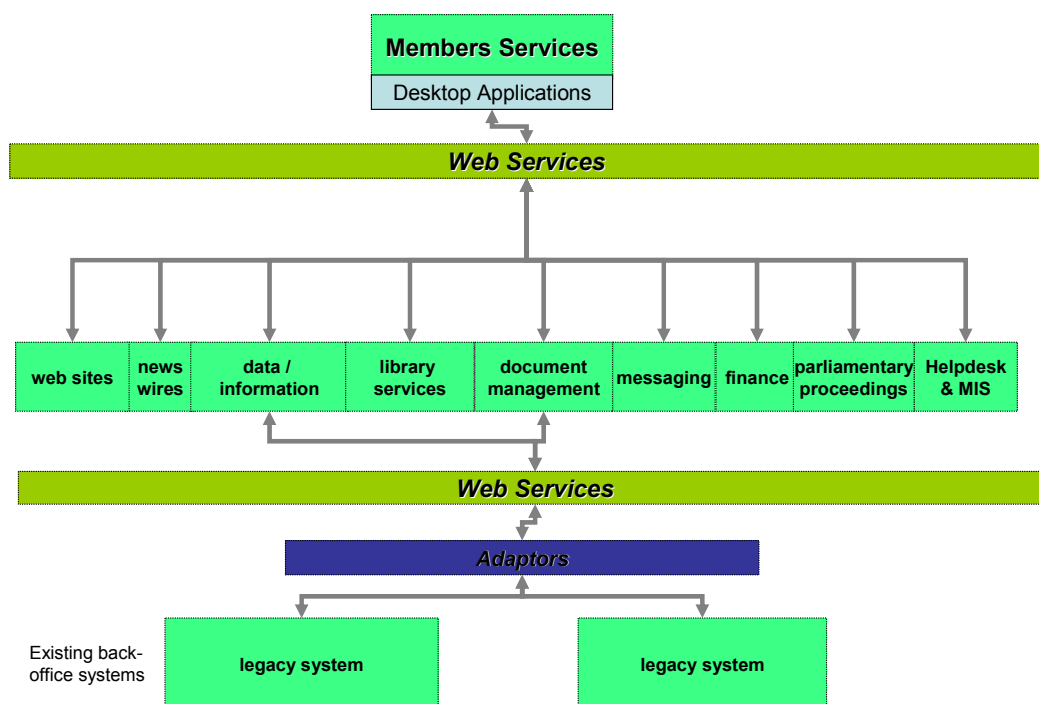 Members Services
Desktop Applications
Web Services
web sites
news
wires
data /
information
library
services
document
management
messaging
finance
parliamentary
proceedings
Helpdesk
& MIS
Web Services
Adaptors
Existing back-
office systems
legacy system
legacy system